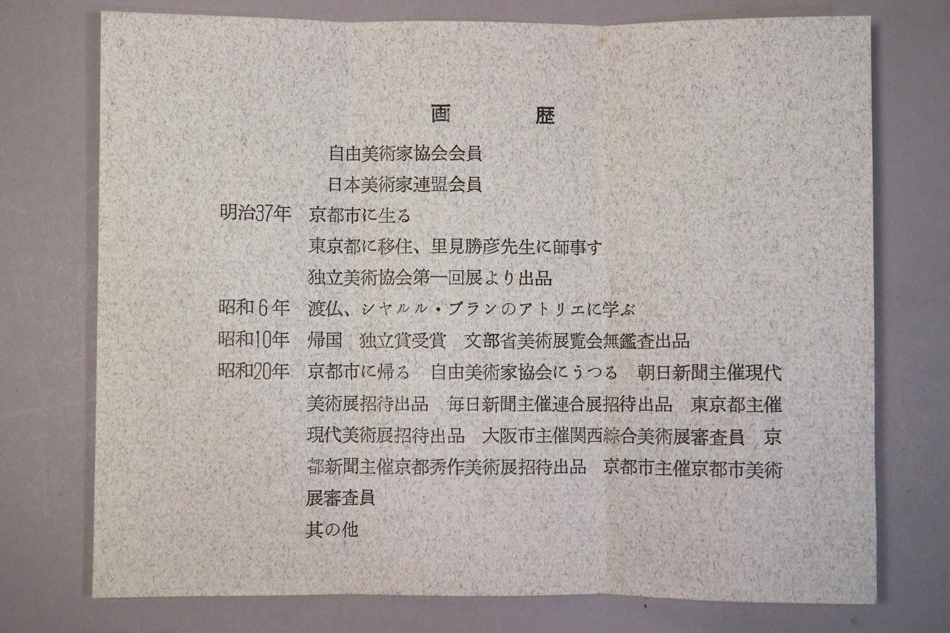 画　歴
自由美術家協会会員
日本美術家連盟会員
明治37年　京都市に生る
東京都に移住、里見勝彦先生に師事す
独立美術協会第一回展より出品
昭和6年　渡仏、シャルル・ブランのアトリエに学ぶ
昭和10年　帰国　独立賞受賞　文部省美術展覧会無鑑査出品
昭和20年　京都市に帰る　自由美術家協会にうつる　朝日新聞主催現代
美術展招待出品　毎日新聞主催連合展招待出品　東京都主催
現代美術展招待出品　大阪市主催関西綜合美術展審査員　京
都新聞主催京都秀作美術展招待出品　京都市主催京都市美術
展審査員
其の他